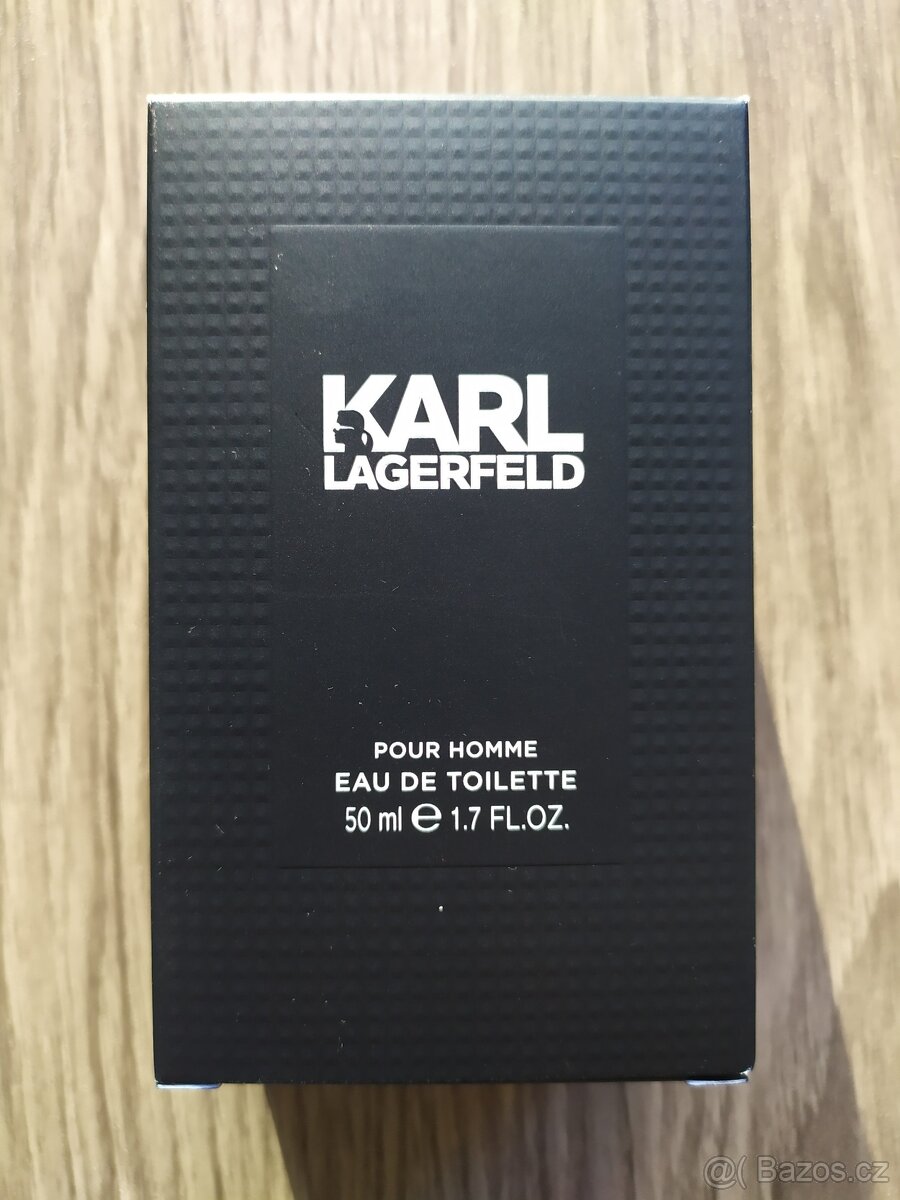 KARL
LAGERFELD
POUR HOMME
EAU DE TOILETTE
50 ml ℮ 1.7 FL.OZ.
@( Bazos.cz